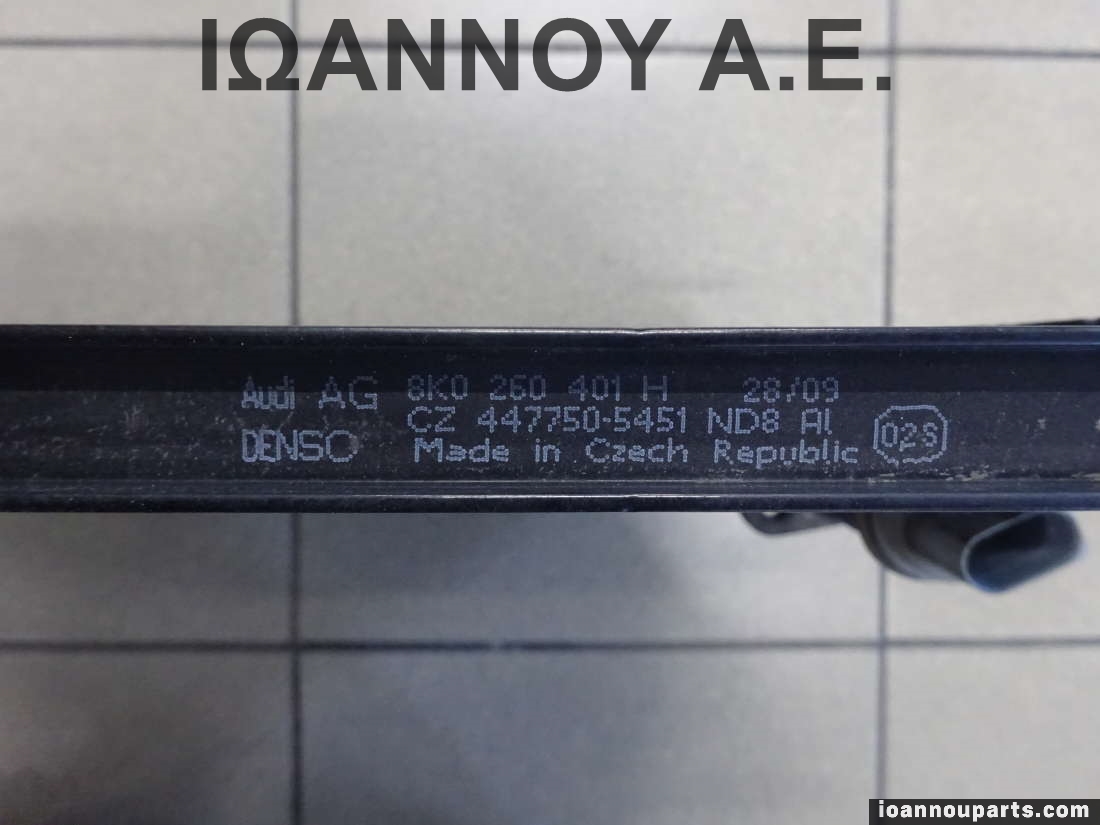 ΙΩΑΝΝΟΥ Α.Ε.
Audi AG 8K0 260 401 H 28/09
CZ 447750-5451 ND8 Al
DENSO Made in Czech Republic 02S
ioannouparts.com